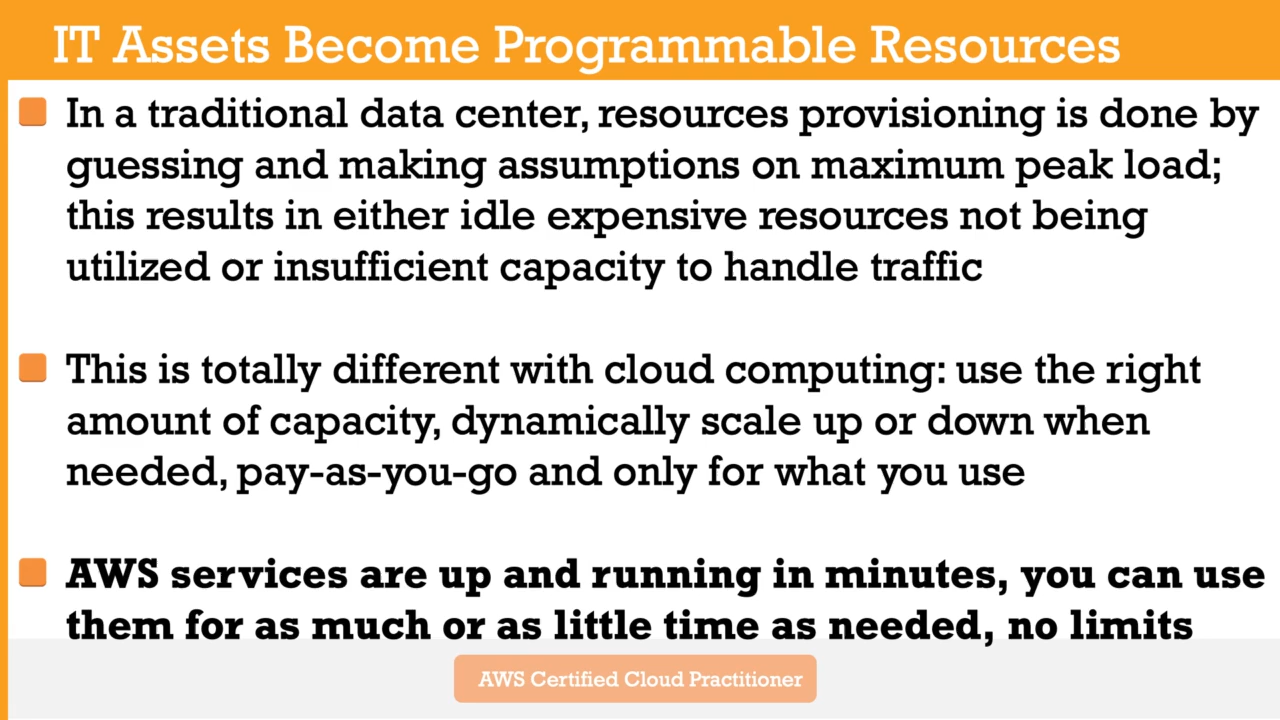 IT Assets Become Programmable Resources
In a traditional data center, resources provisioning is done by
guessing and making assumptions on maximum peak load;
this results in either idle expensive resources not being
utilized or insufficient capacity to handle traffic
This is totally different with cloud computing: use the right
amount of capacity, dynamically scale up or down when
needed, pay-as-you-go and only for what you use
AWS services are up and running in minutes, you can use
them for as much or as little time as needed, no limits
AWS Certified Cloud Practitioner